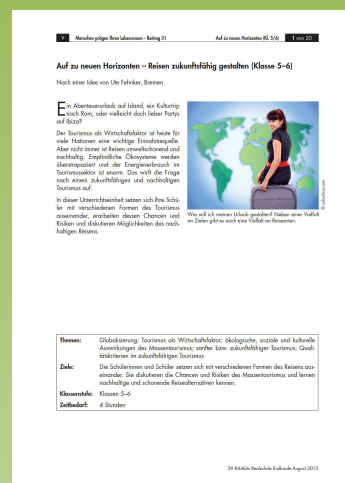 V Menschen prägen ihren Lebensraum - Beitrag 31 Auf zu neuen Horizonten (Kl. 5/6) 1 von 20
Auf zu neuen Horizonten – Reisen zukunftsfähig gestalten (Klasse 5–6)
Nach einer Idee von Ute Fehnker, Bremen
Ein Abenteuerurlaub auf Island, ein Kulturtrip
nach Rom, oder vielleicht doch lieber Partys
auf Ibiza?
Der Tourismus als Wirtschaftsfaktor ist heute für
viele Nationen eine wichtige Einnahmequelle.
Aber nicht immer ist Reisen umweltschonend und
nachhaltig. Empfindliche Ökosysteme werden
überstrapaziert und der Energieverbrauch im
Tourismussektor ist enorm. Das wirft die Frage
nach einem zukunftsfähigen und nachhaltigen
Tourismus auf.
In dieser Unterrichtseinheit setzen sich Ihre Schü-
ler mit verschiedenen Formen des Tourismus
auseinander, erarbeiten dessen Chancen und
Risiken und diskutieren Möglichkeiten des nach-
haltigen Reisens.
Wie will ich meinen Urlaub gestalten? Neben einer Vielfalt
an Zielen gibt es auch eine Vielfalt an Reisearten.
Themen: Globalisierung; Tourismus als Wirtschaftsfaktor; ökologische, soziale und kulturelle
Auswirkungen des Massentourismus; sanfter bzw. zukunftsfähiger Tourismus; Quali-
tätskriterien im zukunftsfähigen Tourismus
Ziele: Die Schülerinnen und Schüler setzen sich mit verschiedenen Formen des Reisens aus-
einander. Sie diskutieren die Chancen und Risiken des Massentourismus und lernen
nachhaltige und schonende Reisealternativen kennen.
Klassenstufe: Klassen 5–6
Zeitbedarf: 4 Stunden
39 RAAbits Realschule Erdkunde August 2013